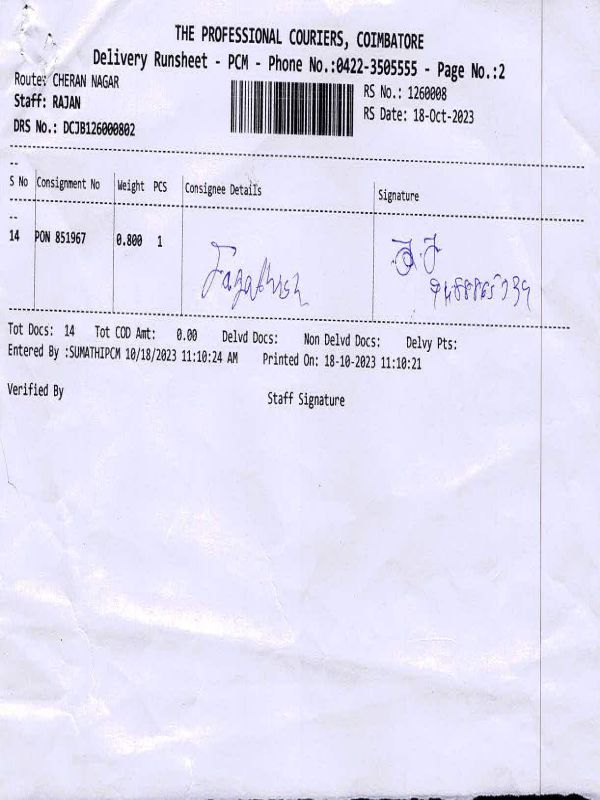 THE PROFESSIONAL COURIERS, COIMBATORE
Delivery Runsheet - PCM - Phone No.:0422-3505555 - Page No.:2
Route: CHERAN NAGAR
RS No.: 1260008
Staff: RAJAN
RS Date: 18-Oct-2023
DRS No.: DCJB126000802
S No Consignment No Weight PCS Consignee Details Signature
14 PON 851967 0.800 1
Jagathish
Tot Docs: 14 Tot COD Amt: 0.00 Delvd Docs: Non Delvd Docs: Delvy Pts:
Entered By :SUMATHIPCM 10/18/2023 11:10:24 AM Printed On: 18-10-2023 11:10:21
Verified By Staff Signature